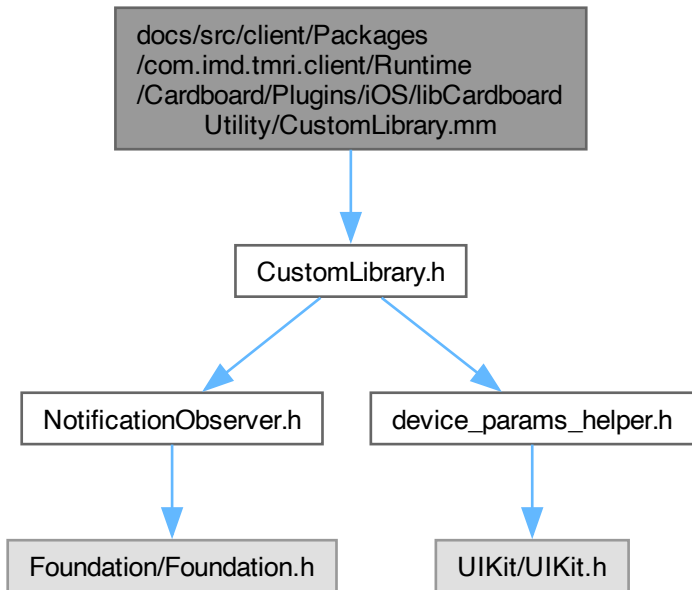 docs/src/client/Packages
/com.imd.tmri.client/Runtime
/Cardboard/Plugins/iOS/libCardboard
Utility/CustomLibrary.mm
CustomLibrary.h
NotificationObserver.h
device_params_helper.h
Foundation/Foundation.h
UIKit/UIKit.h